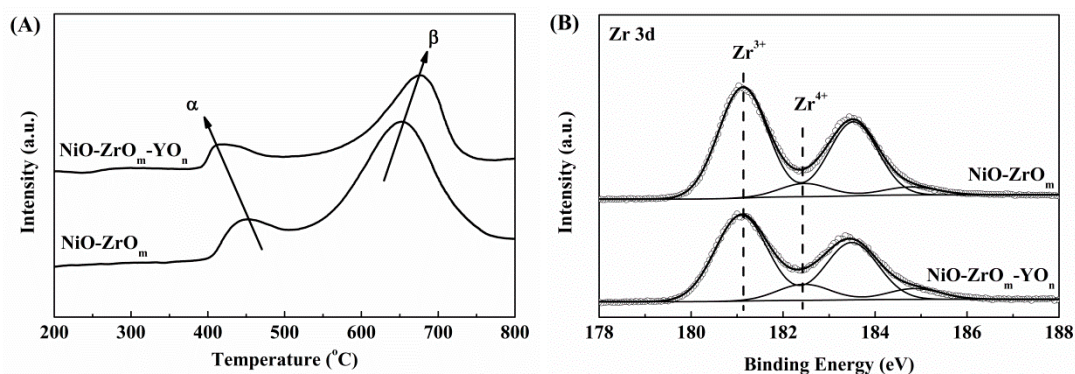 (A)
β
α
NiO-ZrOₘ-YOₙ
NiO-ZrOₘ
Intensity (a.u.)
200 300 400 500 600 700 800
Temperature (°C)
(B)
Zr 3d
Zr³⁺
Zr⁴⁺
NiO-ZrOₘ
NiO-ZrOₘ-YOₙ
Intensity (a.u.)
178 180 182 184 186 188
Binding Energy (eV)